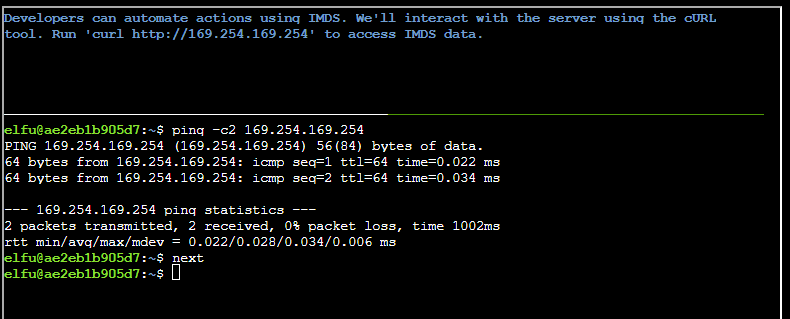 Developers can automate actions using IMDS. We'll interact with the server using the cURL
tool. Run 'curl http://169.254.169.254' to access IMDS data.
elfu@ae2eb1b905d7:~$ ping -c2 169.254.169.254
PING 169.254.169.254 (169.254.169.254) 56(84) bytes of data.
64 bytes from 169.254.169.254: icmp_seq=1 ttl=64 time=0.022 ms
64 bytes from 169.254.169.254: icmp_seq=2 ttl=64 time=0.034 ms
--- 169.254.169.254 ping statistics ---
2 packets transmitted, 2 received, 0% packet loss, time 1002ms
rtt min/avg/max/mdev = 0.022/0.028/0.034/0.006 ms
elfu@ae2eb1b905d7:~$ next
elfu@ae2eb1b905d7:~$